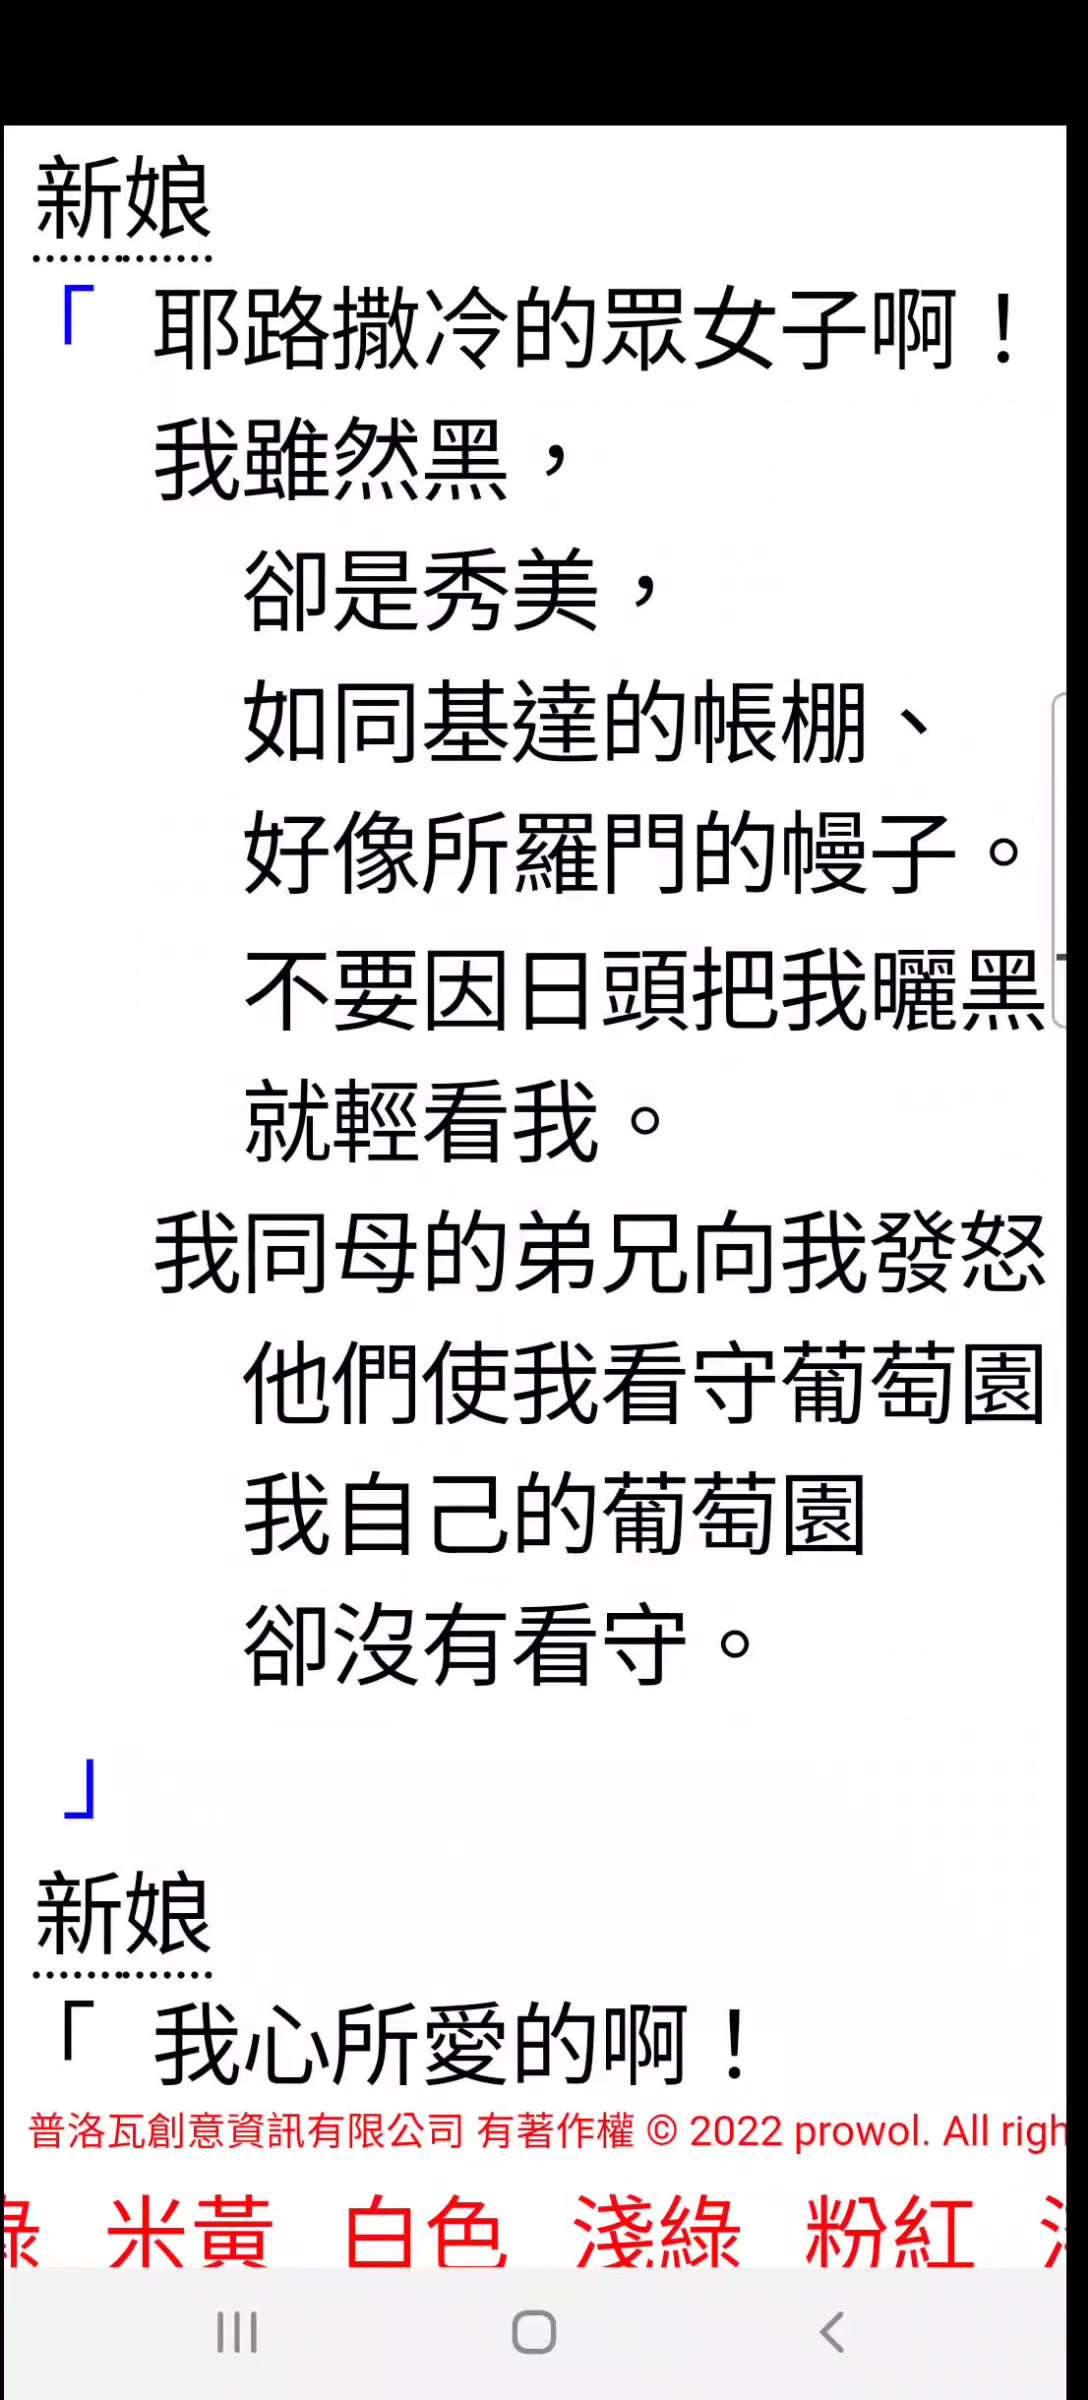 新娘
「 耶路撒冷的眾女子啊！
我雖然黑，
卻是秀美，
如同基達的帳棚、
好像所羅門的幔子。
不要因日頭把我曬黑
就輕看我。
我同母的弟兄向我發怒
他們使我看守葡萄園
我自己的葡萄園
卻沒有看守。
」
新娘
「 我心所愛的啊！
普洛瓦創意資訊有限公司 有著作權 © 2022 prowol. All righ
綠 米黃 白色 淺綠 粉紅